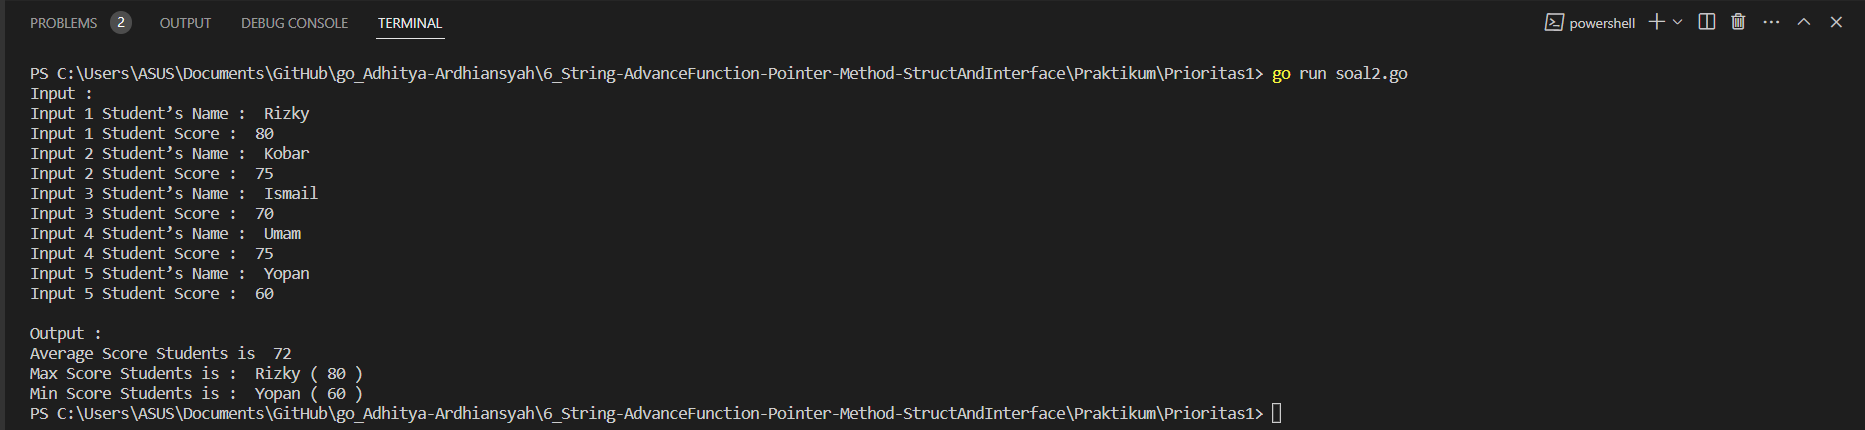 PROBLEMS 2 OUTPUT DEBUG CONSOLE TERMINAL powershell
PS C:\Users\ASUS\Documents\GitHub\go_Adhitya-Ardhiansyah\6_String-AdvanceFunction-Pointer-Method-StructAndInterface\Praktikum\Prioritas1> go run soal2.go
Input :
Input 1 Student’s Name :  Rizky
Input 1 Student Score :  80
Input 2 Student’s Name :  Kobar
Input 2 Student Score :  75
Input 3 Student’s Name :  Ismail
Input 3 Student Score :  70
Input 4 Student’s Name :  Umam
Input 4 Student Score :  75
Input 5 Student’s Name :  Yopan
Input 5 Student Score :  60
Output :
Average Score Students is  72
Max Score Students is :  Rizky ( 80 )
Min Score Students is :  Yopan ( 60 )
PS C:\Users\ASUS\Documents\GitHub\go_Adhitya-Ardhiansyah\6_String-AdvanceFunction-Pointer-Method-StructAndInterface\Praktikum\Prioritas1>